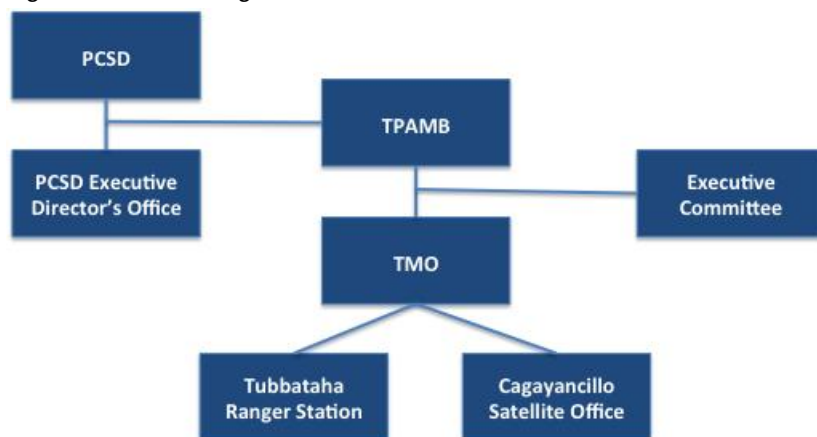 PCSD
TPAMB
PCSD Executive
Director's Office
Executive
Committee
TMO
Tubbataha
Ranger Station
Cagayancillo
Satellite Office